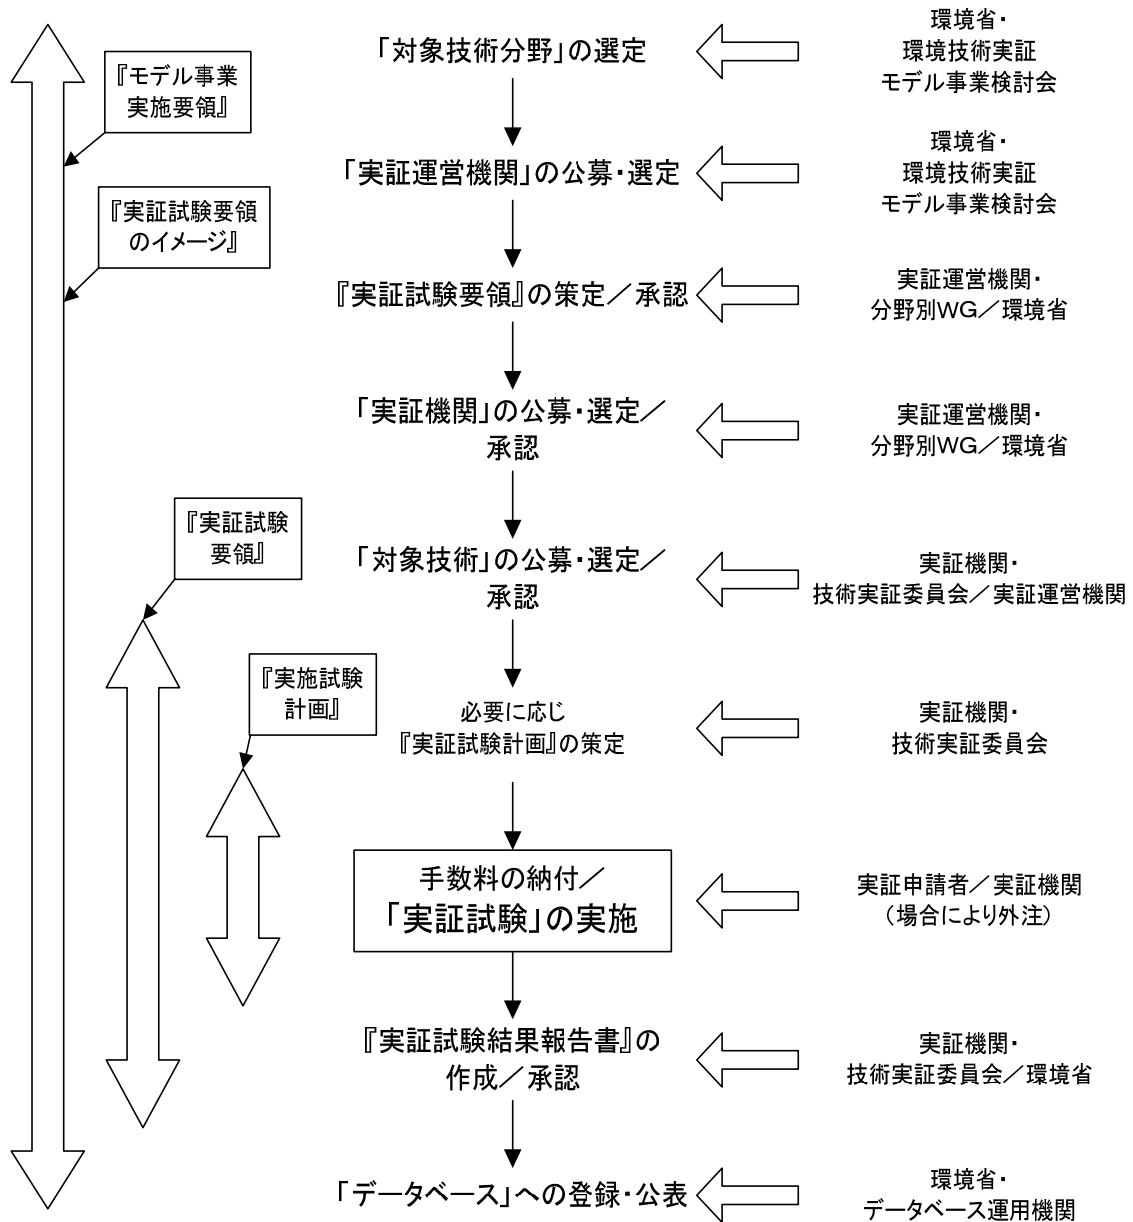 「対象技術分野」の選定
環境省・
環境技術実証
モデル事業検討会
『モデル事業
実施要領』
「実証運営機関」の公募・選定
環境省・
環境技術実証
モデル事業検討会
『実証試験要領
のイメージ』
『実証試験要領』の策定／承認
実証運営機関・
分野別WG／環境省
「実証機関」の公募・選定／
承認
実証運営機関・
分野別WG／環境省
『実証試験
要領』
「対象技術」の公募・選定／
承認
実証機関・
技術実証委員会／実証運営機関
『実施試験
計画』
必要に応じ
『実証試験計画』の策定
実証機関・
技術実証委員会
手数料の納付／
「実証試験」の実施
実証申請者／実証機関
（場合により外注）
『実証試験結果報告書』の
作成／承認
実証機関・
技術実証委員会／環境省
「データベース」への登録・公表
環境省・
データベース運用機関